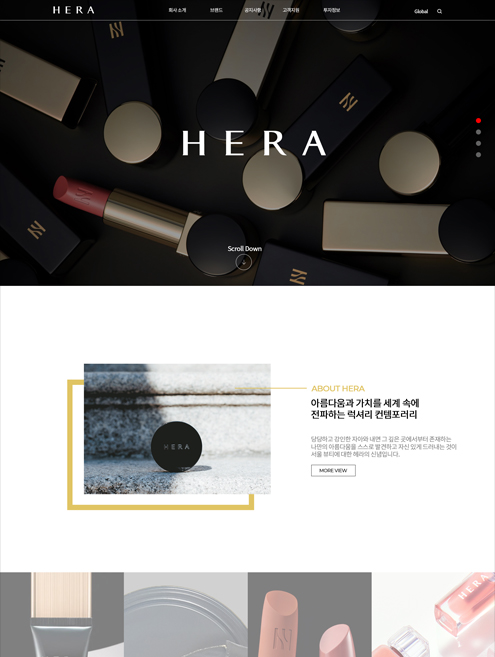 HERA
회사 소개 브랜드 공지사항 고객지원 투자정보
Global
HERA
Scroll Down
HERA
ABOUT HERA
아름다움과 가치를 세계 속에
전파하는 럭셔리 컨템포러리
당당하고 강인한 자아와 내면 그 깊은 곳에서부터 존재하는
나만의 아름다움을 스스로 발견하고 자신 있게 드러내는 것이
서울 뷰티에 대한 헤라의 신념입니다.
MORE VIEW
HERA